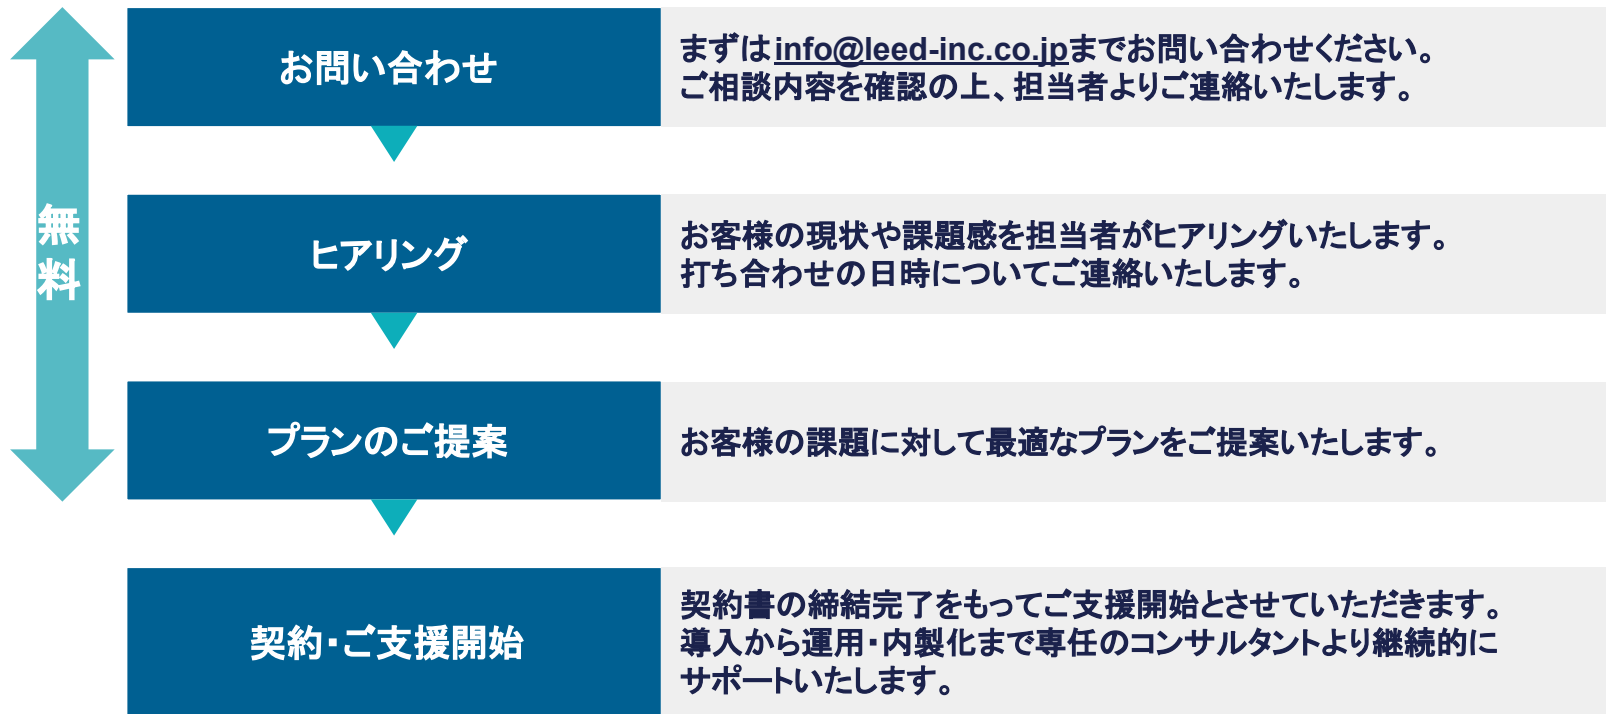 無料
お問い合わせ
まずはinfo@leed-inc.co.jpまでお問い合わせください。
ご相談内容を確認の上、担当者よりご連絡いたします。
ヒアリング
お客様の現状や課題感を担当者がヒアリングいたします。
打ち合わせの日時についてご連絡いたします。
プランのご提案
お客様の課題に対して最適なプランをご提案いたします。
契約・ご支援開始
契約書の締結完了をもってご支援開始とさせていただきます。
導入から運用・内製化まで専任のコンサルタントより継続的に
サポートいたします。